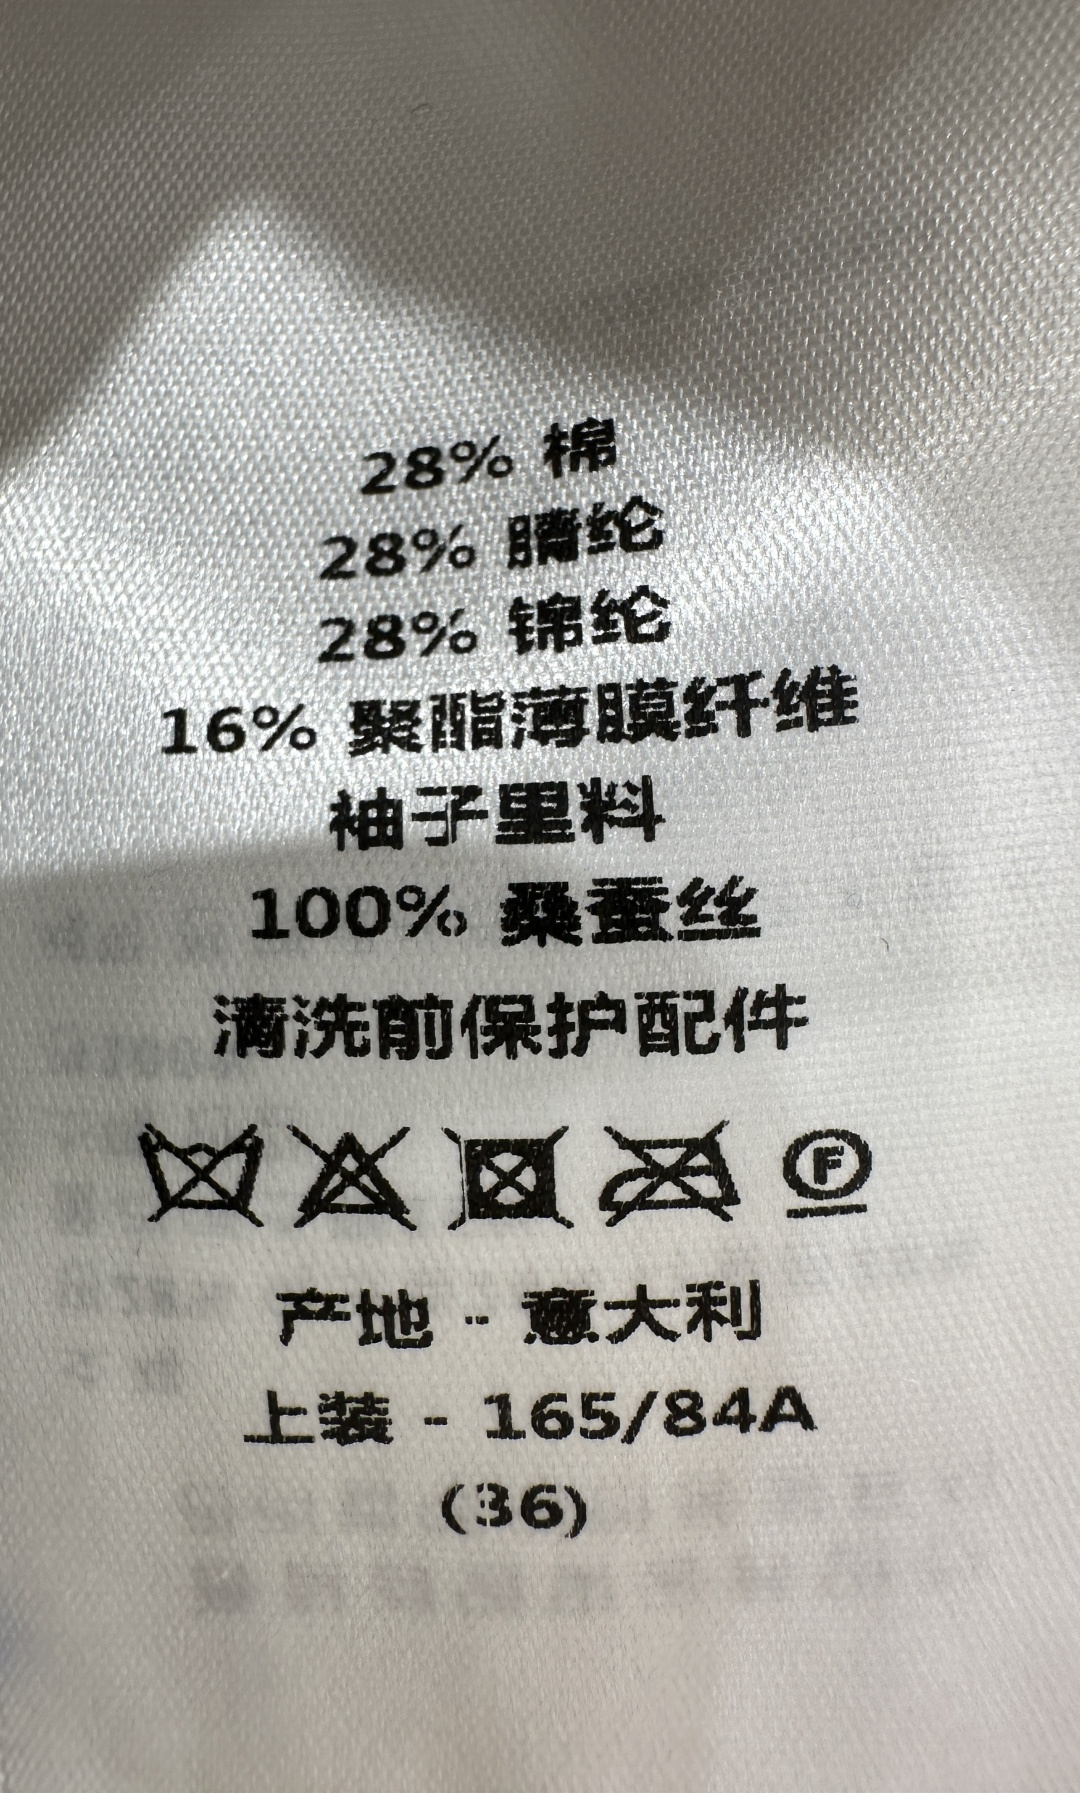 28% 棉
28% 腈纶
28% 锦纶
16% 聚酯薄膜纤维
袖子里料
100% 桑蚕丝
清洗前保护配件
F
产地 - 意大利
上装 - 165/84A
(36)